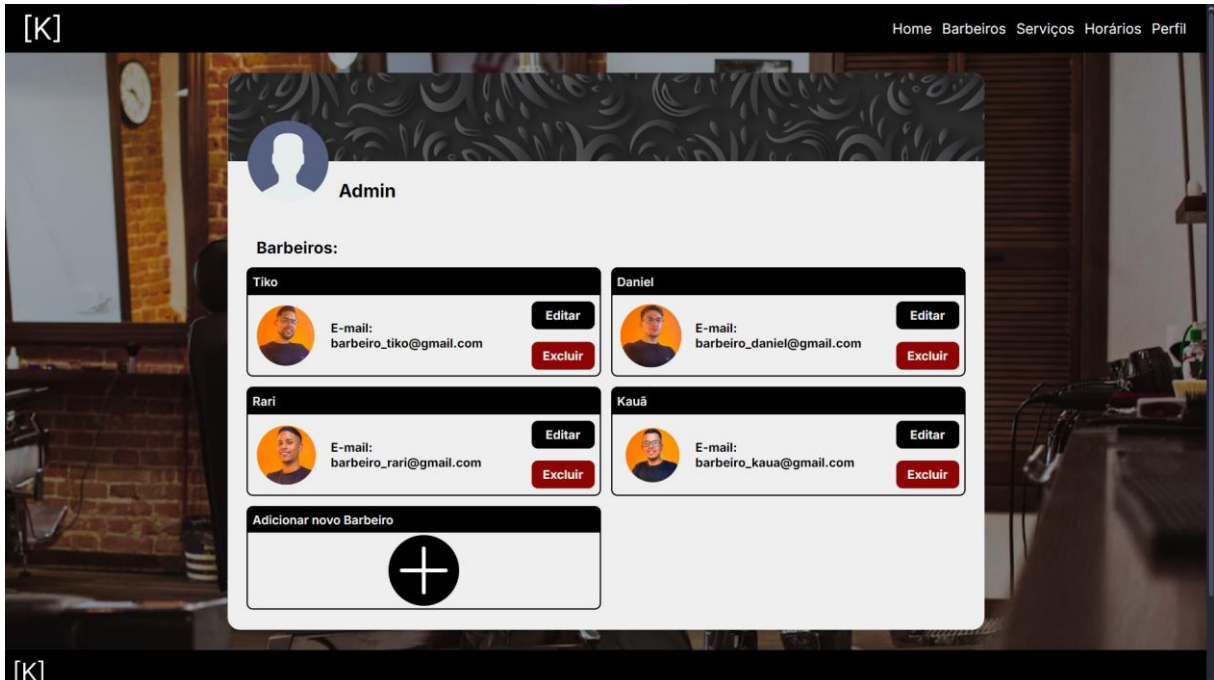 [K]
Home Barbeiros Serviços Horários Perfil
Admin
Barbeiros:
Tiko
E-mail:
barbeiro_tiko@gmail.com
Editar
Excluir
Daniel
E-mail:
barbeiro_daniel@gmail.com
Editar
Excluir
Rari
E-mail:
barbeiro_rari@gmail.com
Editar
Excluir
Kauã
E-mail:
barbeiro_kaua@gmail.com
Editar
Excluir
Adicionar novo Barbeiro
[K]